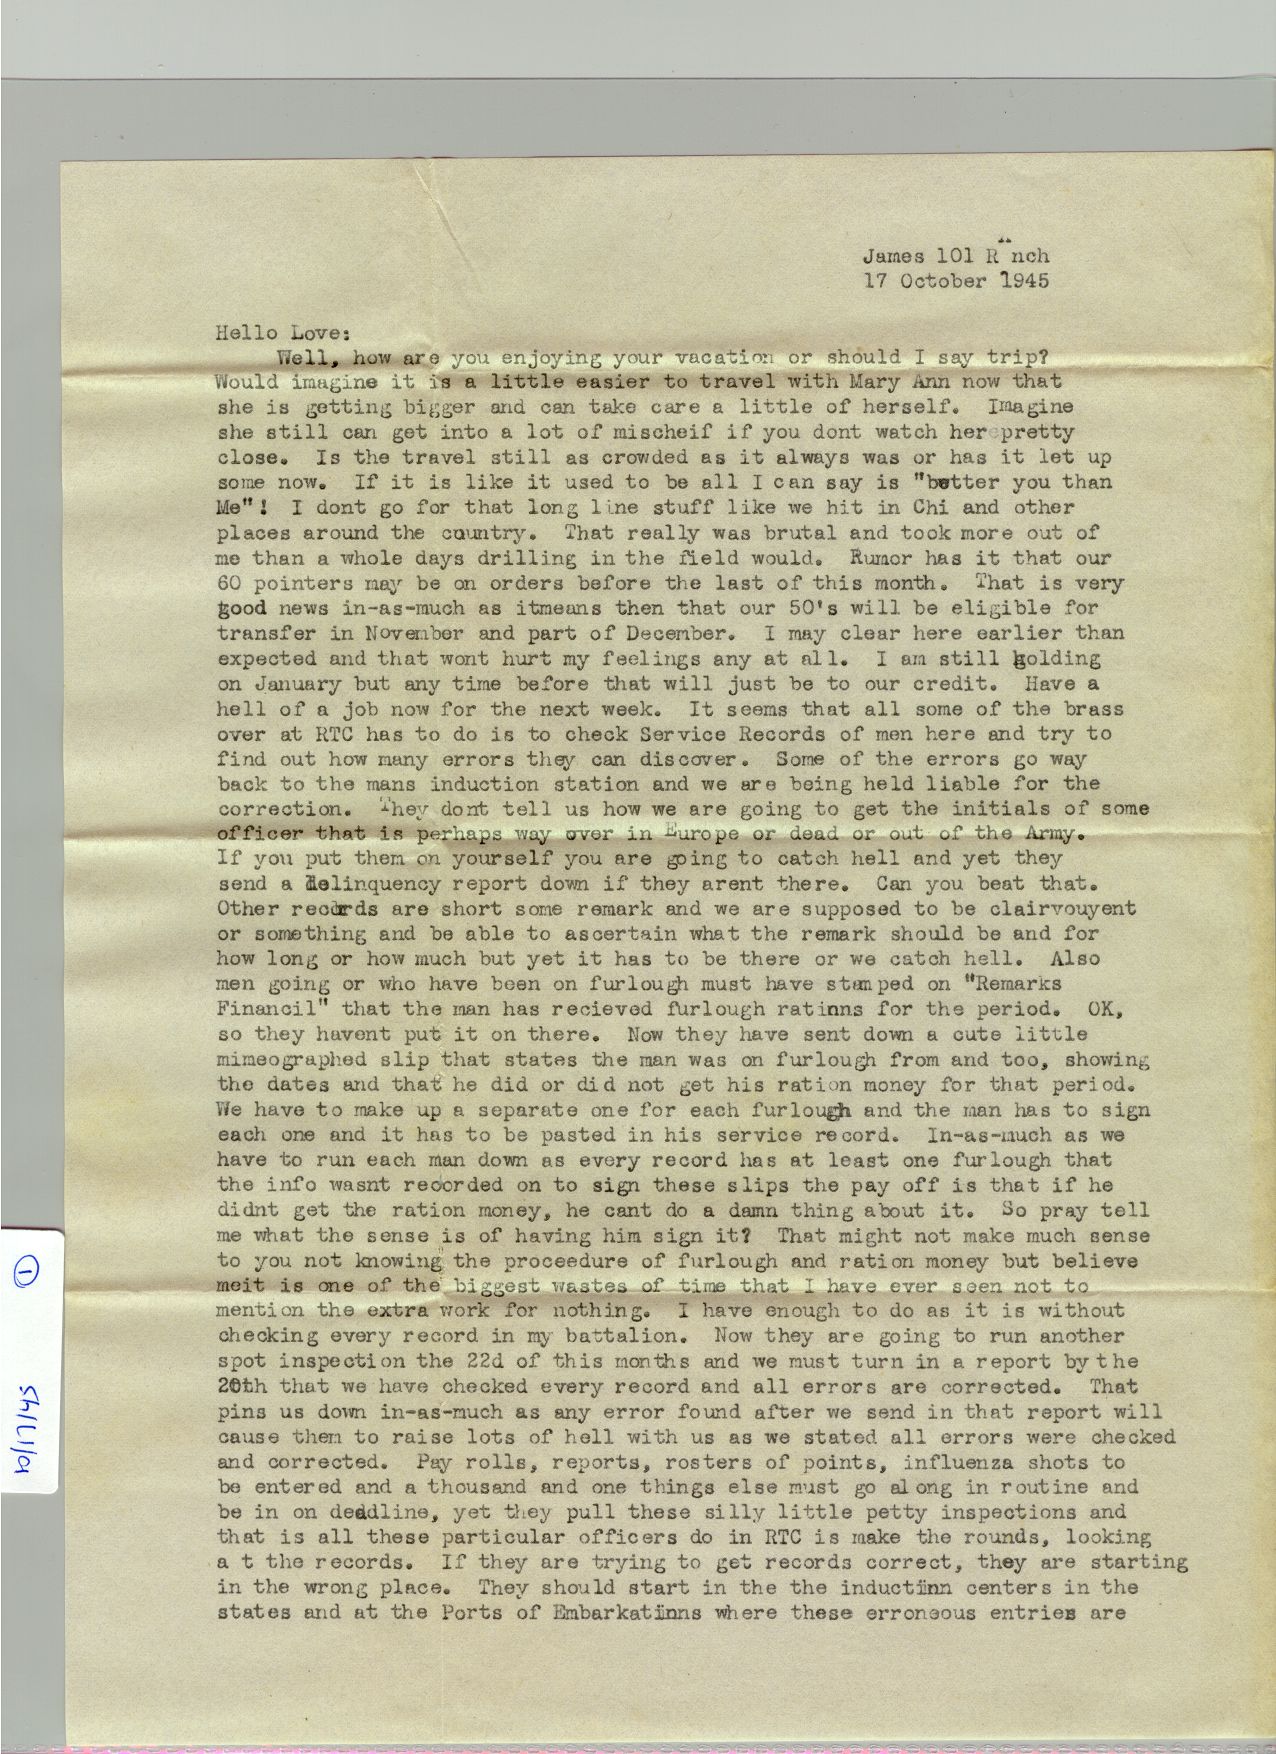 James 101 R"nch
17 October 1945
Hello Love:
Well, how are you enjoying your vacation or should I say trip?
Would imagine it is a little easier to travel with Mary Ann now that
she is getting bigger and can take care a little of herself. Imagine
she still can get into a lot of mischeif if you dont watch her pretty
close. Is the travel still as crowded as it always was or has it let up
some now. If it is like it used to be all I can say is "better you than
Me"! I dont go for that long line stuff like we hit in Chi and other
places around the country. That really was brutal and took more out of
me than a whole days drilling in the field would. Rumor has it that our
60 pointers may be on orders before the last of this month. That is very
good news in-as-much as itmeans then that our 50's will be eligible for
transfer in November and part of December. I may clear here earlier than
expected and that wont hurt my feelings any at all. I am still holding
on January but any time before that will just be to our credit. Have a
hell of a job now for the next week. It seems that all some of the brass
over at RTC has to do is to check Service Records of men here and try to
find out how many errors they can discover. Some of the errors go way
back to the mans induction station and we are being held liable for the
correction. They dont tell us how we are going to get the initials of some
officer that is perhaps way over in Europe or dead or out of the Army.
If you put them on yourself you are going to catch hell and yet they
send a delinquency report down if they arent there. Can you beat that.
Other records are short some remark and we are supposed to be clairvouyent
or something and be able to ascertain what the remark should be and for
how long or how much but yet it has to be there or we catch hell. Also
men going or who have been on furlough must have stamped on "Remarks
Financil" that the man has recieved furlough ratinns for the period. OK,
so they havent put it on there. Now they have sent down a cute little
mimeographed slip that states the man was on furlough from and too, showing
the dates and that he did or did not get his ration money for that period.
We have to make up a separate one for each furlough and the man has to sign
each one and it has to be pasted in his service record. In-as-much as we
have to run each man down as every record has at least one furlough that
the info wasnt recorded on to sign these slips the pay off is that if he
didnt get the ration money, he cant do a damn thing about it. So pray tell
me what the sense is of having him sign it? That might not make much sense
to you not knowing the proceedure of furlough and ration money but believe
meit is one of the biggest wastes of time that I have ever seen not to
mention the extra work for nothing. I have enough to do as it is without
checking every record in my battalion. Now they are going to run another
spot inspection the 22d of this months and we must turn in a report by the
20th that we have checked every record and all errors are corrected. That
pins us down in-as-much as any error found after we send in that report will
cause them to raise lots of hell with us as we stated all errors were checked
and corrected. Pay rolls, reports, rosters of points, influenza shots to
be entered and a thousand and one things else must go along in routine and
be in on deadline, yet they pull these silly little petty inspections and
that is all these particular officers do in RTC is make the rounds, looking
a t the records. If they are trying to get records correct, they are starting
in the wrong place. They should start in the the inductinn centers in the
states and at the Ports of Embarkatinns where these erroneous entries are
1
10/17/45